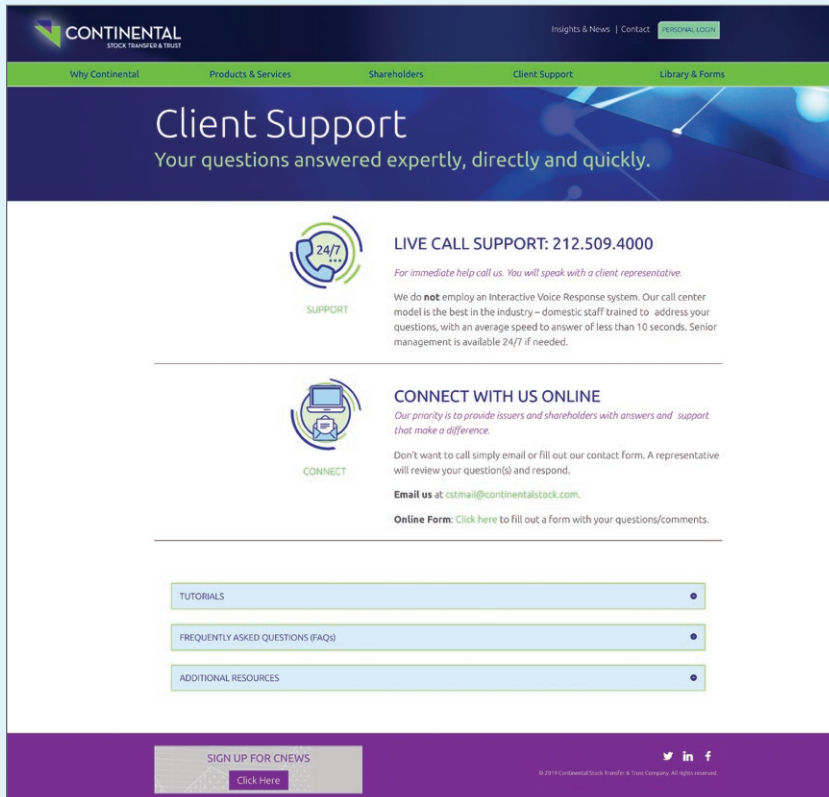 CONTINENTAL
STOCK TRANSFER & TRUST
Insights & News | Contact
PERSONAL LOGIN
Why Continental
Products & Services
Shareholders
Client Support
Library & Forms
Client Support
Your questions answered expertly, directly and quickly.
24/7
SUPPORT
LIVE CALL SUPPORT: 212.509.4000
For immediate help call us. You will speak with a client representative.
We do not employ an Interactive Voice Response system. Our call center
model is the best in the industry – domestic staff trained to address your
questions, with an average speed to answer of less than 10 seconds. Senior
management is available 24/7 if needed.
CONNECT
CONNECT WITH US ONLINE
Our priority is to provide issuers and shareholders with answers and support
that make a difference.
Don't want to call simply email or fill out our contact form. A representative
will review your question(s) and respond.
Email us at cstmail@continentalstock.com.
Online Form: Click here to fill out a form with your questions/comments.
TUTORIALS
FREQUENTLY ASKED QUESTIONS (FAQs)
ADDITIONAL RESOURCES
SIGN UP FOR CNEWS
Click Here
© 2019 Continental Stock Transfer & Trust Company. All rights reserved.